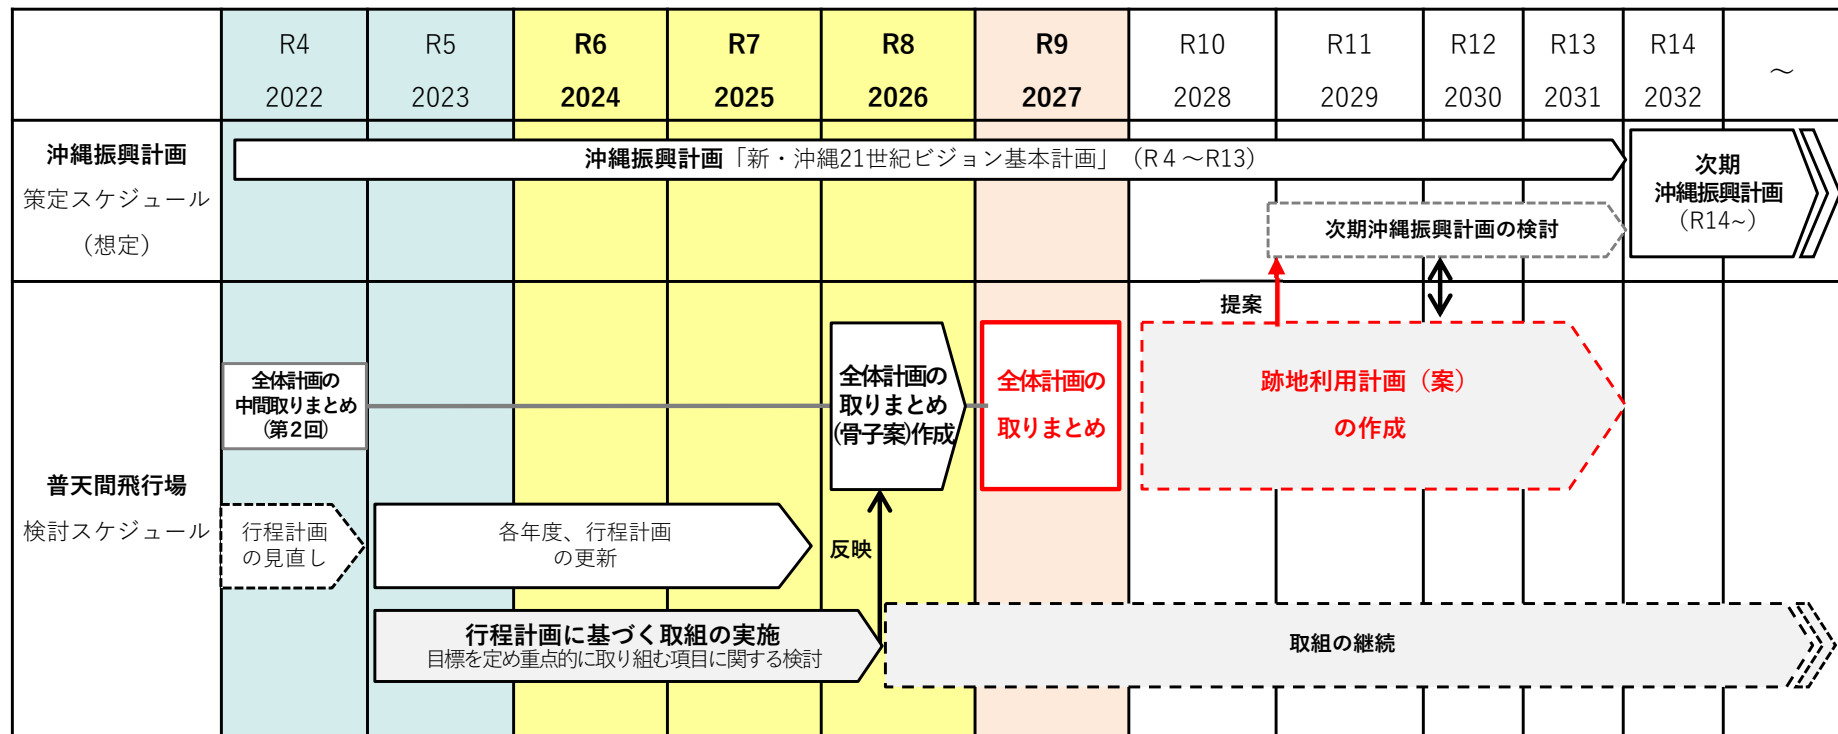 R4
R5
R6
R7
R8
R9
R10
R11
R12
R13
R14
～
2022
2023
2024
2025
2026
2027
2028
2029
2030
2031
2032
沖縄振興計画
策定スケジュール
（想定）
沖縄振興計画「新・沖縄21世紀ビジョン基本計画」（R４～R13）
次期
沖縄振興計画
（R14~）
次期沖縄振興計画の検討
提案
普天間飛行場
検討スケジュール
全体計画の
中間取りまとめ
(第２回)
全体計画の
取りまとめ
(骨子案)作成
全体計画の
取りまとめ
跡地利用計画（案）
の作成
行程計画
の見直し
各年度、行程計画
の更新
反映
行程計画に基づく取組の実施
目標を定め重点的に取り組む項目に関する検討
取組の継続